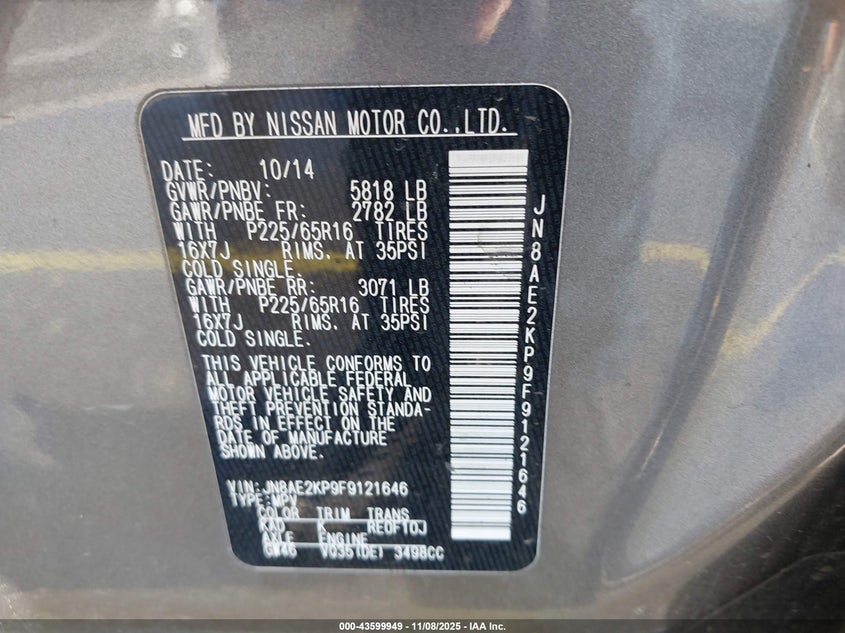 MFD BY NISSAN MOTOR CO.,LTD.
DATE: 10/14
GVWR/PNBV: 5818 LB
GAWR/PNBE FR: 2782 LB
WITH P225/65R16 TIRES
16X7J RIMS. AT 35PSI
COLD SINGLE.
GAWR/PNBE RR: 3071 LB
WITH P225/65R16 TIRES
16X7J RIMS. AT 35PSI
COLD SINGLE.
THIS VEHICLE CONFORMS TO
ALL APPLICABLE FEDERAL
MOTOR VEHICLE SAFETY AND
THEFT PREVENTION STANDA-
RDS IN EFFECT ON THE
DATE OF MANUFACTURE
SHOWN ABOVE.
VIN: JN8AE2KP9F9121646
TYPE: MPV
COLOR TRIM TRANS
KAD K RE0F10J
AXLE ENGINE
GW46 VQ35(DE) 3498CC
JN8AE2KP9F9121646
000-43599949 - 11/08/2025 - IAA Inc.